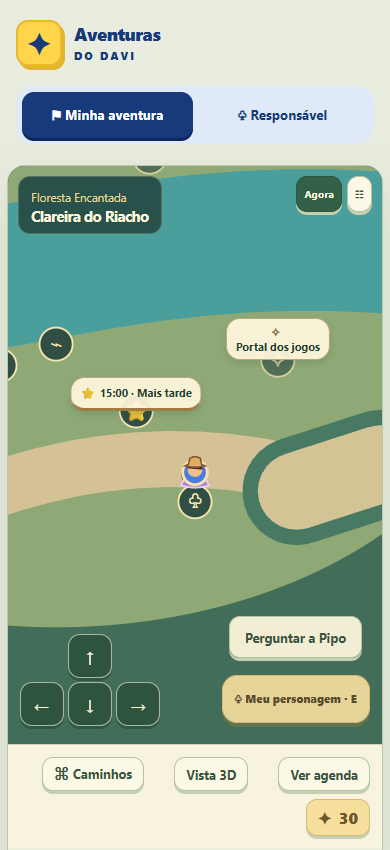 Aventuras
DO DAVI
Minha aventura
Responsável
Floresta Encantada
Clareira do Riacho
Agora
Portal dos jogos
15:00 · Mais tarde
Perguntar a Pipo
Meu personagem · E
Caminhos
Vista 3D
Ver agenda
30